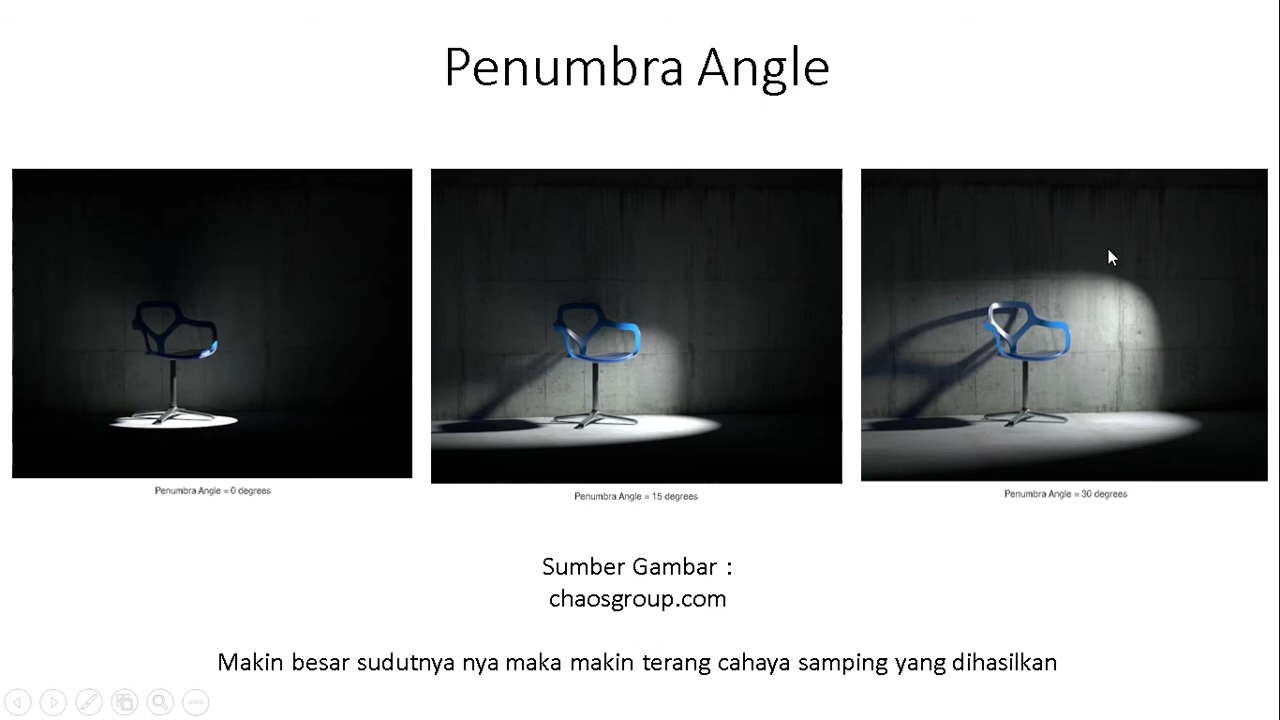 Penumbra Angle
Penumbra Angle = 0 degrees
Penumbra Angle = 15 degrees
Penumbra Angle = 30 degrees
Sumber Gambar :
chaosgroup.com
Makin besar sudutnya nya maka makin terang cahaya samping yang dihasilkan